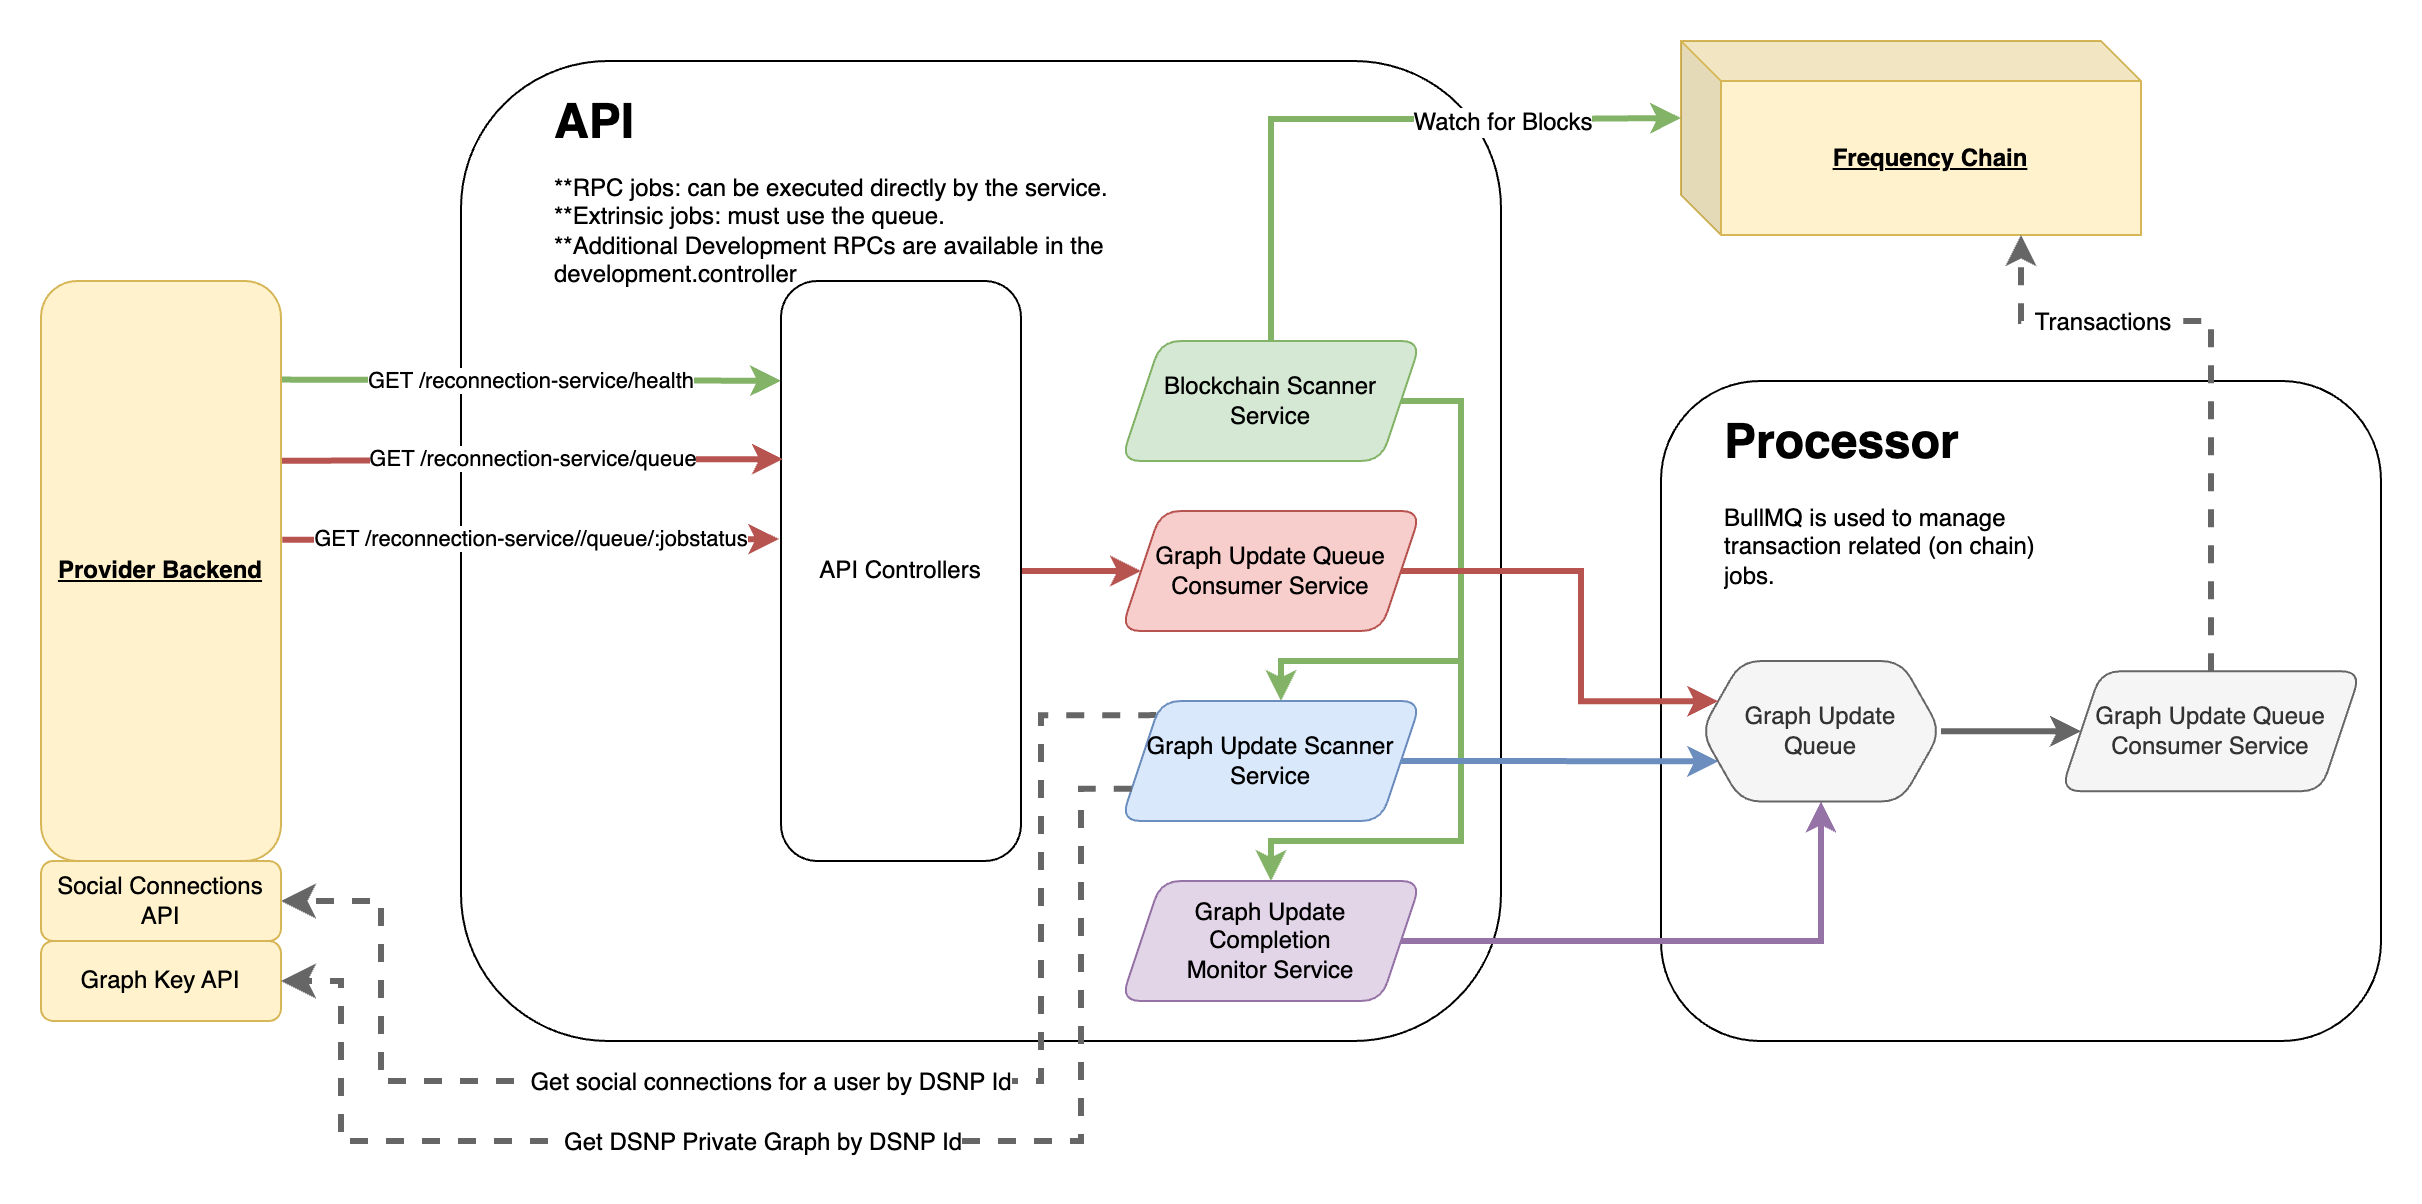 API
**RPC jobs: can be executed directly by the service.
**Extrinsic jobs: must use the queue.
**Additional Development RPCs are available in the
development.controller
Watch for Blocks
Frequency Chain
Transactions
Provider Backend
GET /reconnection-service/health
GET /reconnection-service/queue
GET /reconnection-service//queue/:jobstatus
API Controllers
Blockchain Scanner
Service
Graph Update Queue
Consumer Service
Graph Update Scanner
Service
Graph Update
Completion
Monitor Service
Processor
BullMQ is used to manage
transaction related (on chain)
jobs.
Graph Update
Queue
Graph Update Queue
Consumer Service
Social Connections
API
Graph Key API
Get social connections for a user by DSNP Id
Get DSNP Private Graph by DSNP Id